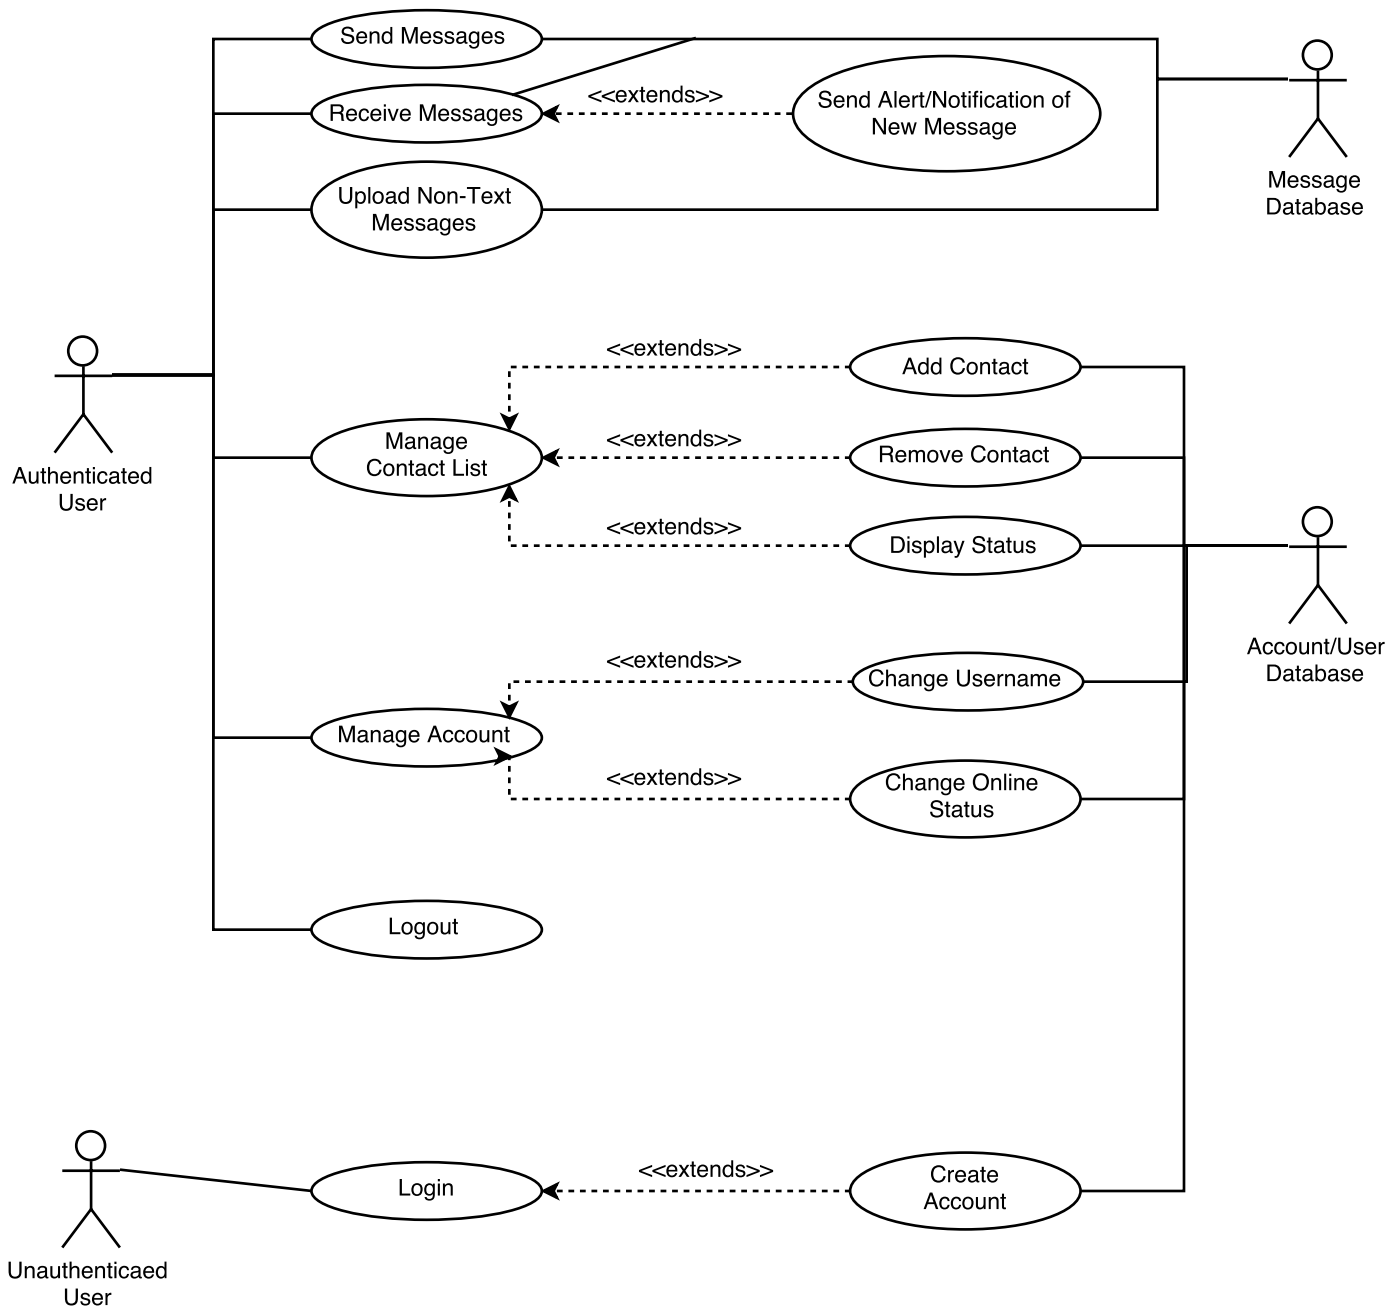 Send Messages
Receive Messages
<<extends>>
Send Alert/Notification of
New Message
Upload Non-Text
Messages
Message
Database
<<extends>>
Add Contact
Manage
Contact List
<<extends>>
Remove Contact
Authenticated
User
<<extends>>
Display Status
Account/User
Database
<<extends>>
Change Username
Manage Account
<<extends>>
Change Online
Status
Logout
Login
<<extends>>
Create
Account
Unauthenticaed
User